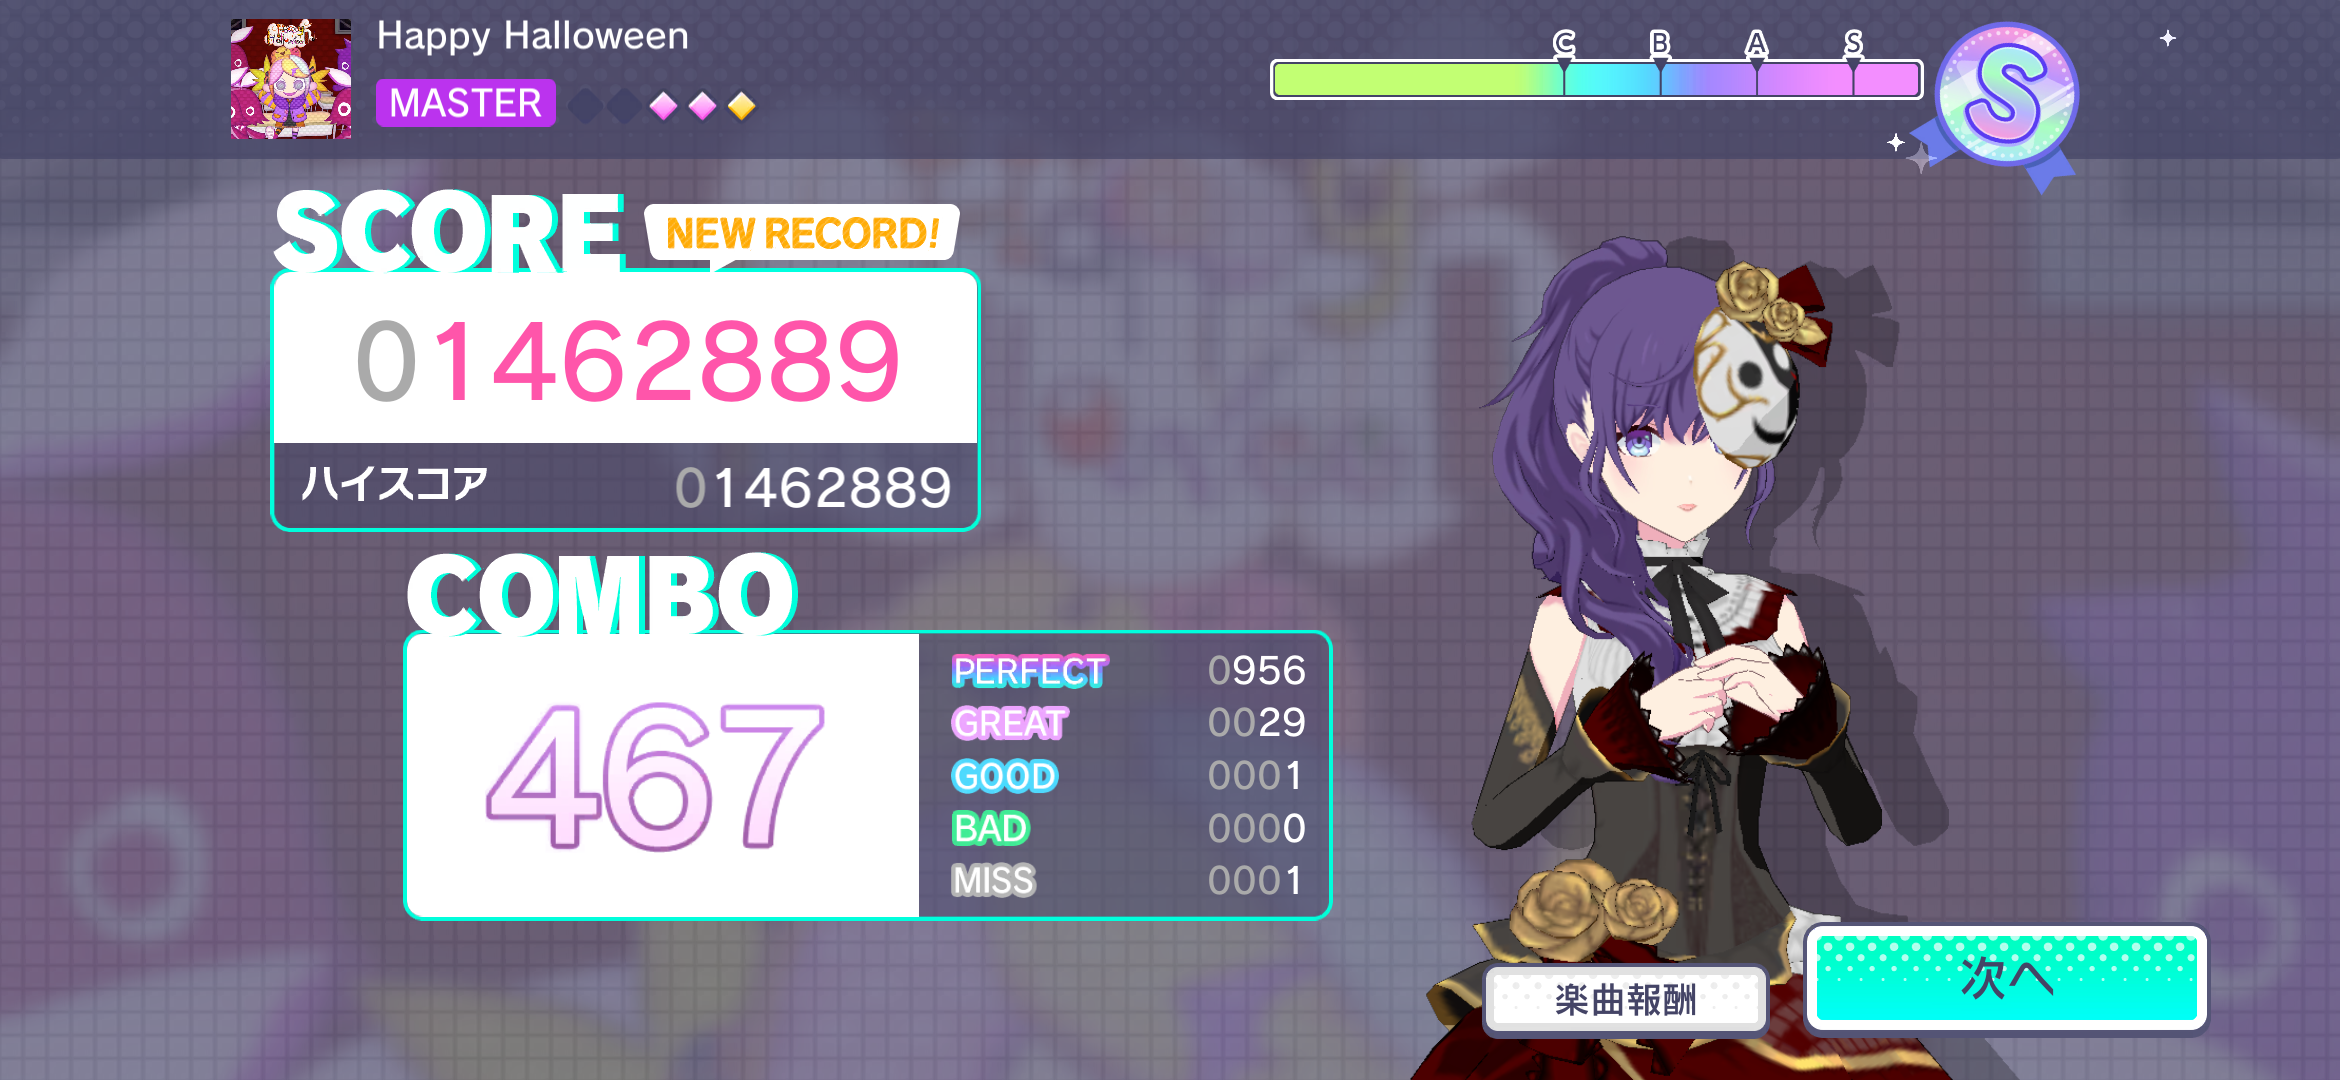 Happy Halloween
MASTER
C B A S
S
SCORE
NEW RECORD!
01462889
ハイスコア 01462889
COMBO
467
PERFECT 0956
GREAT 0029
GOOD 0001
BAD 0000
MISS 0001
楽曲報酬
次へ